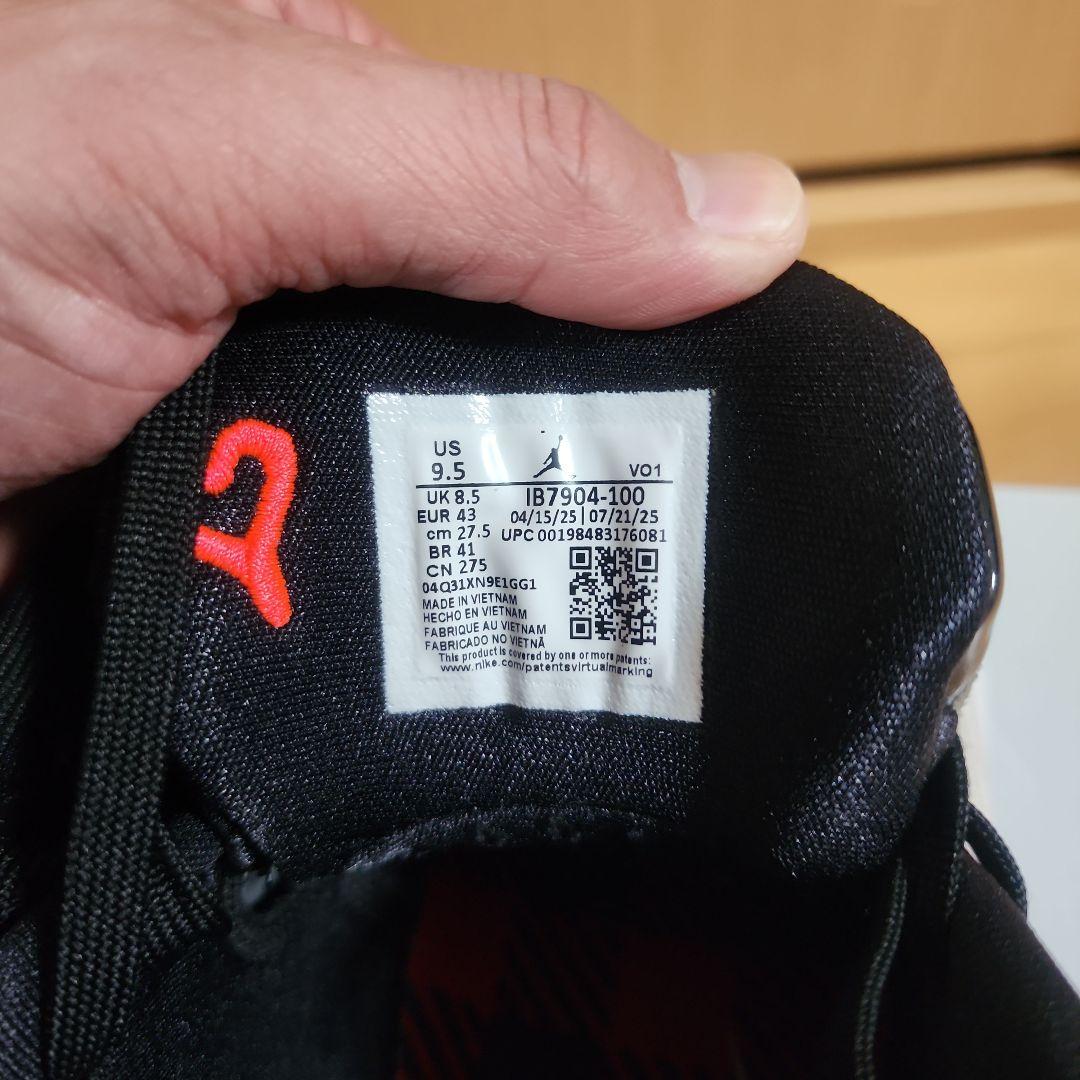 US
9.5
VO1
UK 8.5
IB7904-100
EUR 43
04/15/25 | 07/21/25
cm 27.5
UPC 00198483176081
BR 41
CN 275
04Q31XN9E1GG1
MADE IN VIETNAM
HECHO EN VIETNAM
FABRIQUE AU VIETNAM
FABRICADO NO VIETNÃ
This product is covered by one or more patents:
www.nike.com/patentsvirtualmarking